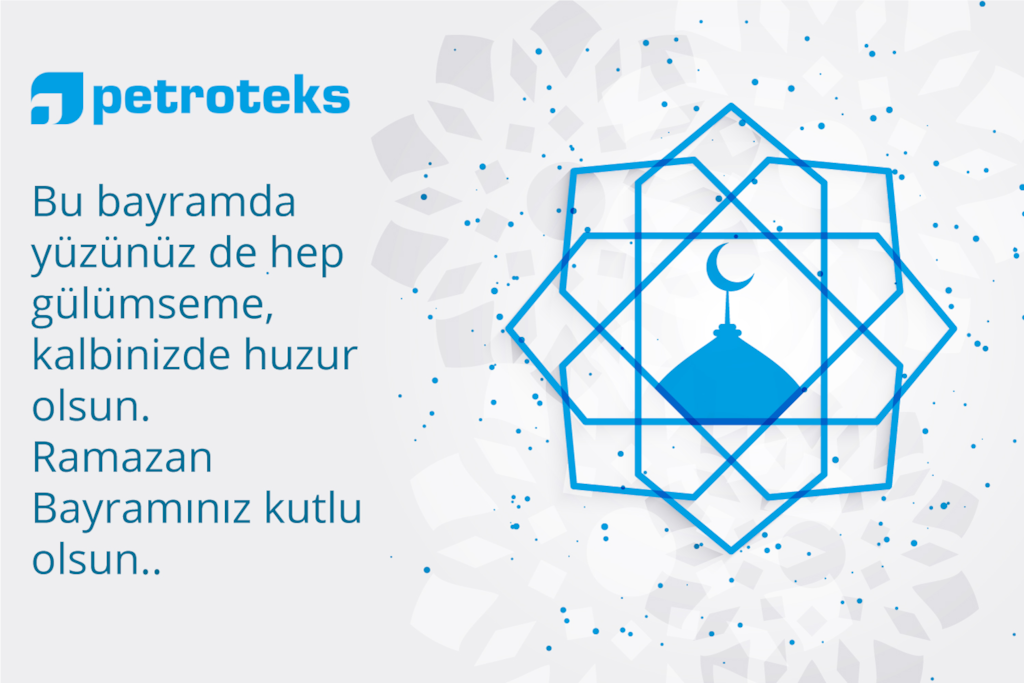 petroteks
Bu bayramda
yüzünüz de hep
gülümseme,
kalbinizde huzur
olsun.
Ramazan
Bayramınız kutlu
olsun..